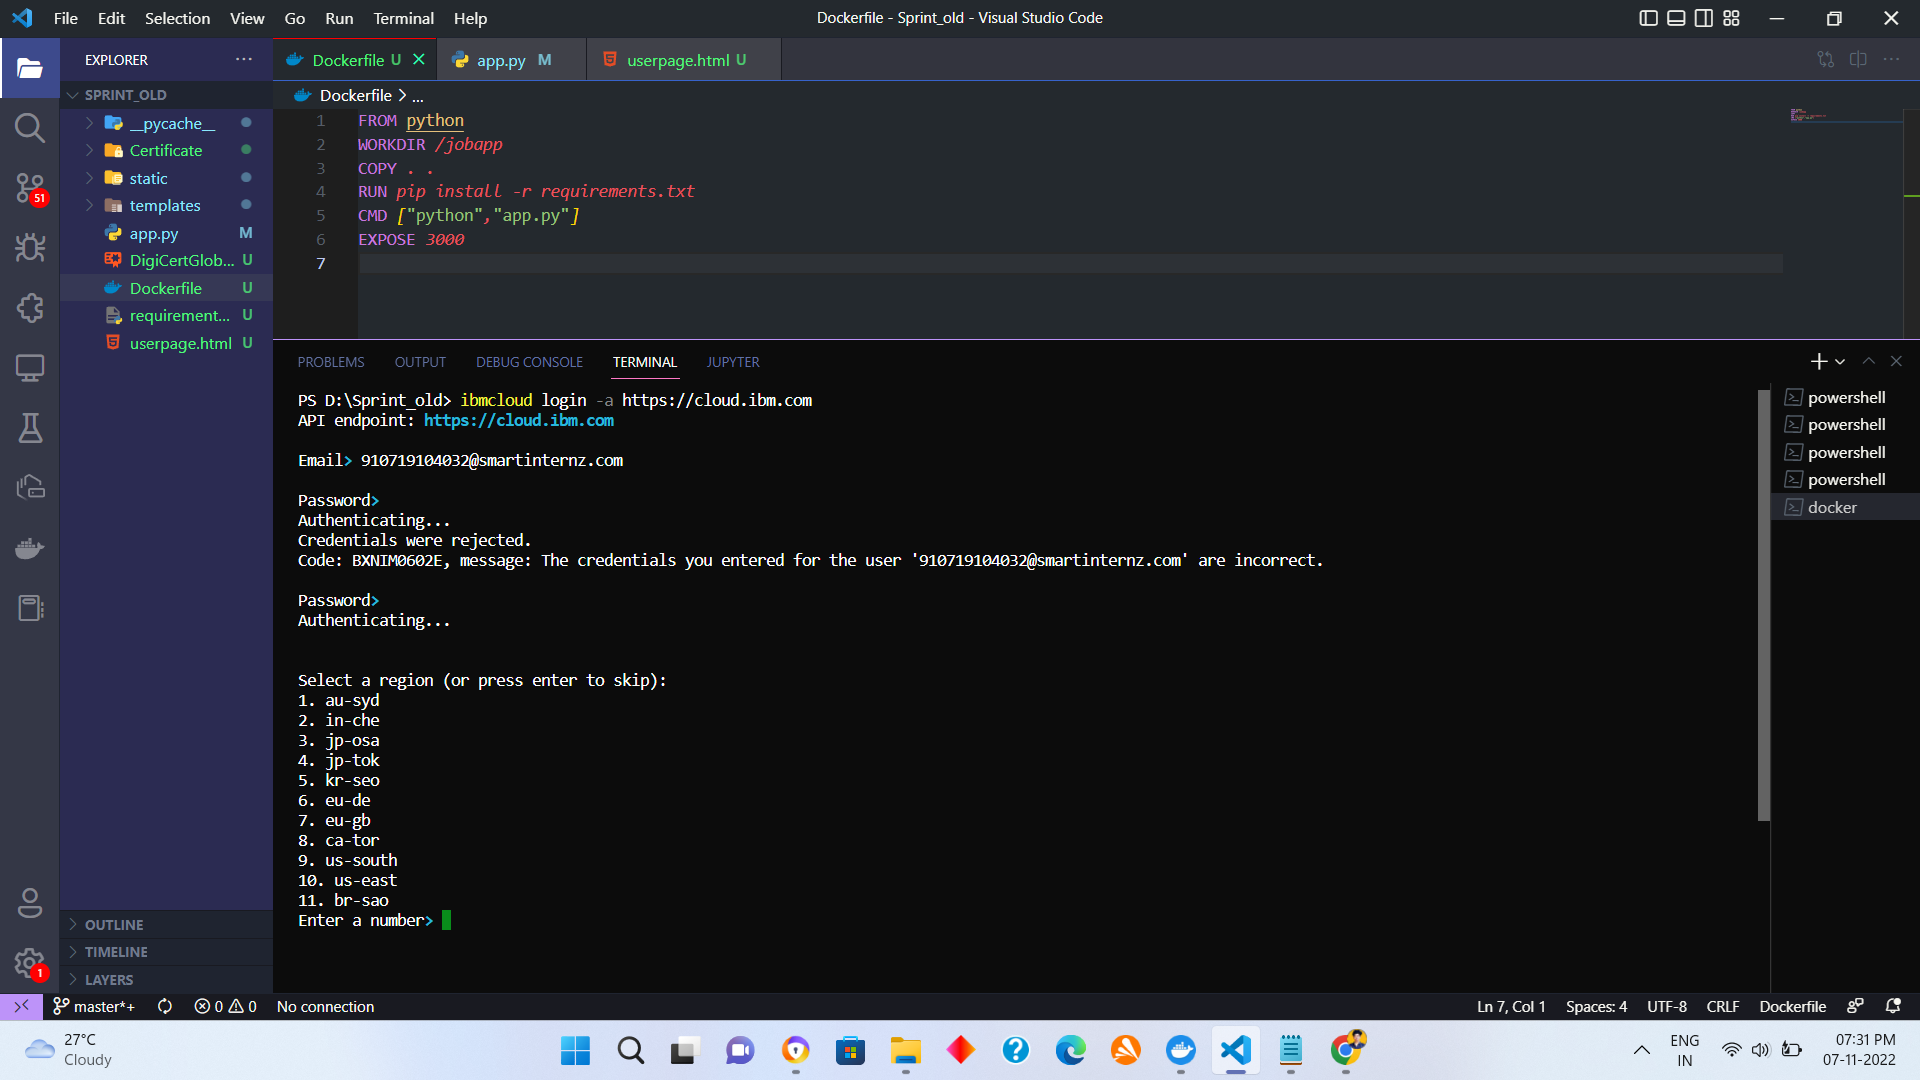 File Edit Selection View Go Run Terminal Help
Dockerfile - Sprint_old - Visual Studio Code
EXPLORER
Dockerfile U
app.py M
userpage.html U
SPRINT_OLD
Dockerfile > ...
__pycache__
Certificate
static
templates
app.py M
DigiCertGlob... U
Dockerfile U
requirement... U
userpage.html U
51
1 FROM python
2 WORKDIR /jobapp
3 COPY . .
4 RUN pip install -r requirements.txt
5 CMD ["python","app.py"]
6 EXPOSE 3000
7
PROBLEMS OUTPUT DEBUG CONSOLE TERMINAL JUPYTER
PS D:\Sprint_old> ibmcloud login -a https://cloud.ibm.com
API endpoint: https://cloud.ibm.com
Email> 910719104032@smartinternz.com
Password>
Authenticating...
Credentials were rejected.
Code: BXNIM0602E, message: The credentials you entered for the user '910719104032@smartinternz.com' are incorrect.
Password>
Authenticating...
Select a region (or press enter to skip):
1. au-syd
2. in-che
3. jp-osa
4. jp-tok
5. kr-seo
6. eu-de
7. eu-gb
8. ca-tor
9. us-south
10. us-east
11. br-sao
Enter a number>
powershell
powershell
powershell
powershell
docker
OUTLINE
TIMELINE
LAYERS
1
master*+ 0 0 No connection
Ln 7, Col 1 Spaces: 4 UTF-8 CRLF Dockerfile
27°C
Cloudy
ENG
IN
07:31 PM
07-11-2022